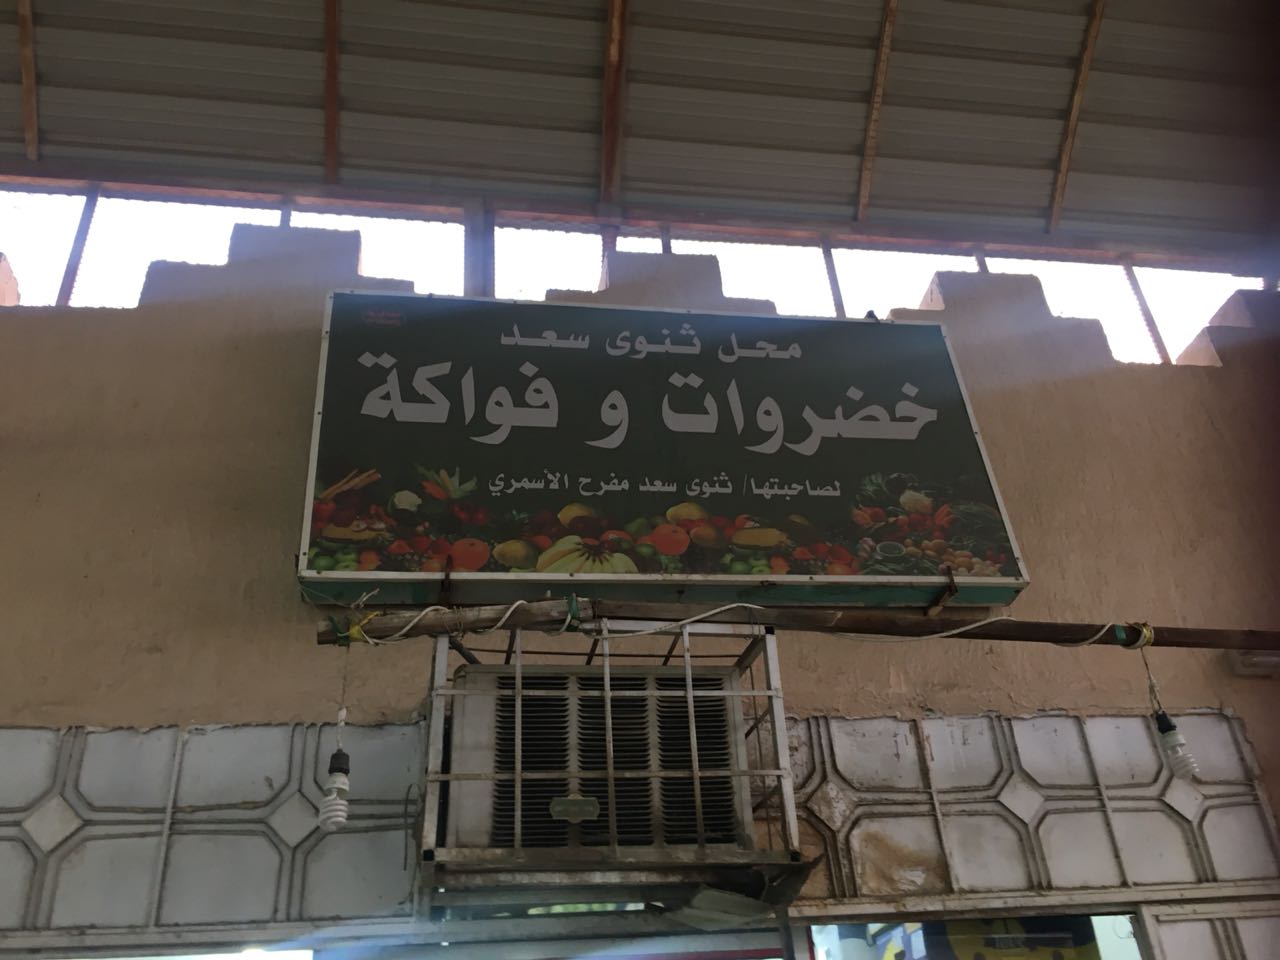 محل ثنوى سعد
خضروات و فواكة
لصاحبتها/ ثنوى سعد مفرح الأسمري